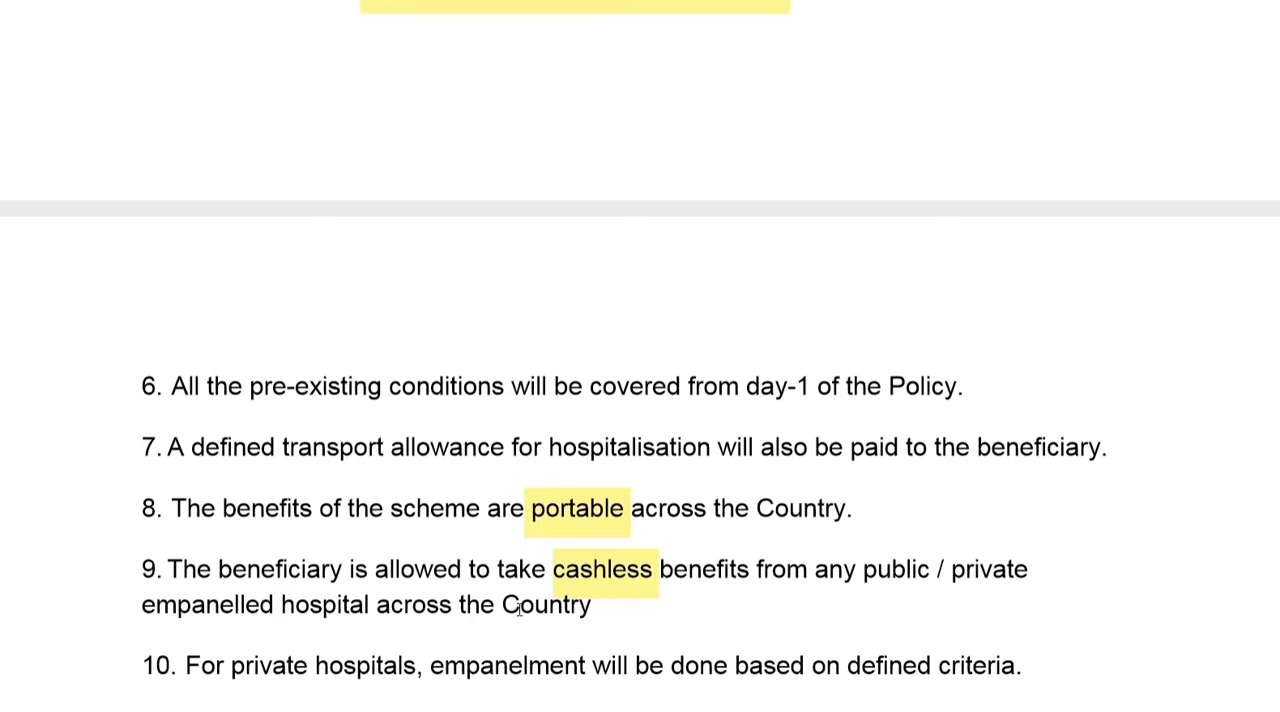 6. All the pre-existing conditions will be covered from day-1 of the Policy.
7. A defined transport allowance for hospitalisation will also be paid to the beneficiary.
8. The benefits of the scheme are portable across the Country.
9. The beneficiary is allowed to take cashless benefits from any public / private
empanelled hospital across the Country
10. For private hospitals, empanelment will be done based on defined criteria.